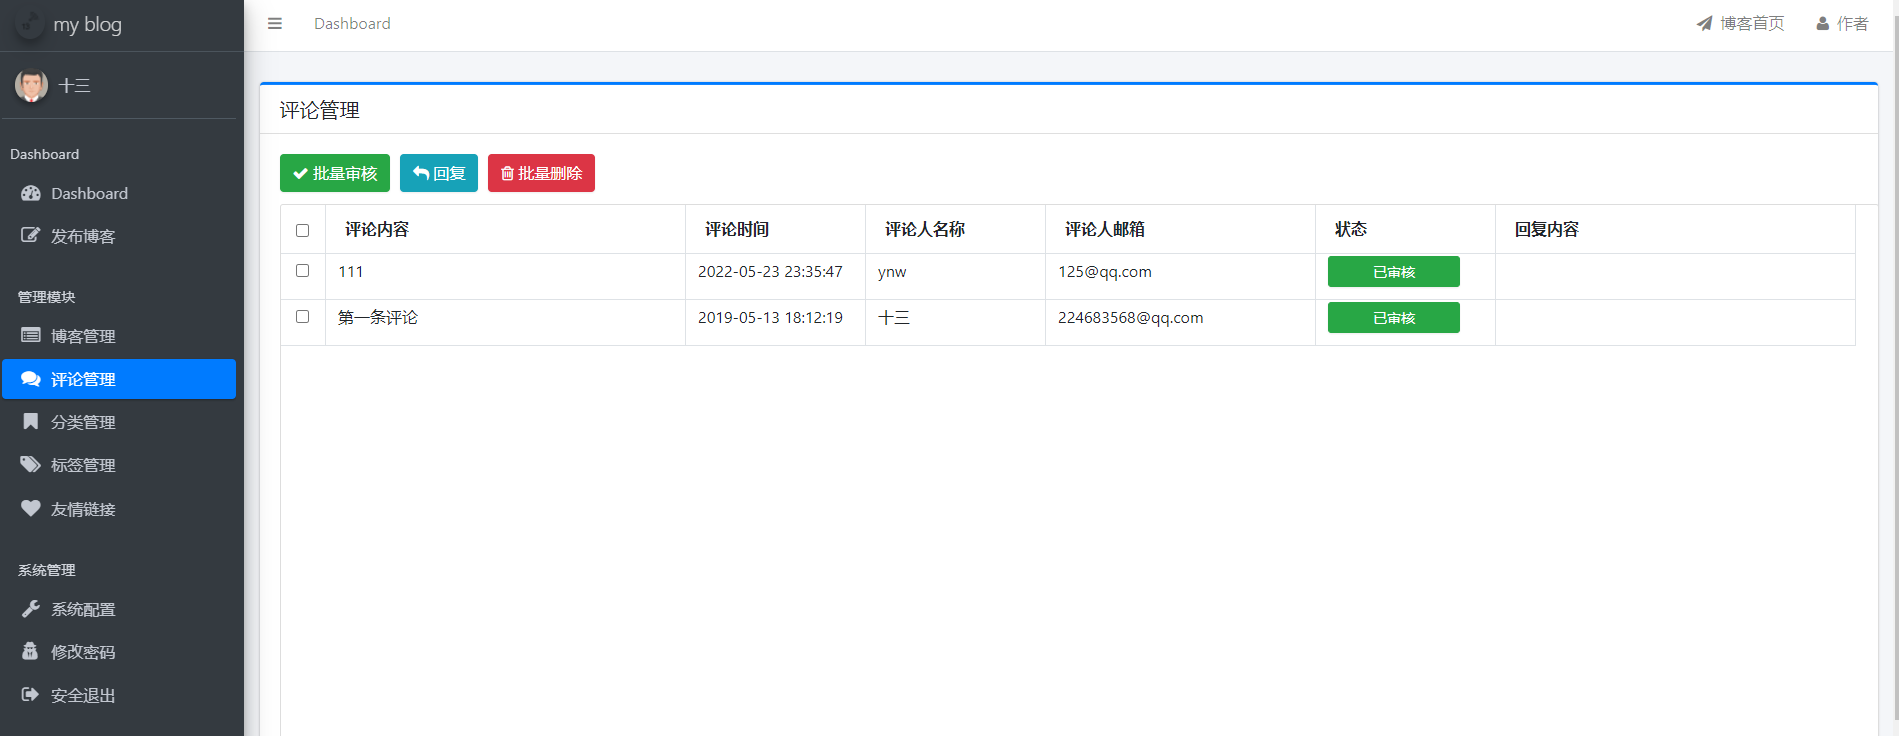 my blog
Dashboard
博客首页
作者
十三
Dashboard
Dashboard
发布博客
管理模块
博客管理
评论管理
分类管理
标签管理
友情链接
系统管理
系统配置
修改密码
安全退出
评论管理
批量审核 回复 批量删除
评论内容 评论时间 评论人名称 评论人邮箱 状态 回复内容
111 2022-05-23 23:35:47 ynw 125@qq.com 已审核
第一条评论 2019-05-13 18:12:19 十三 224683568@qq.com 已审核